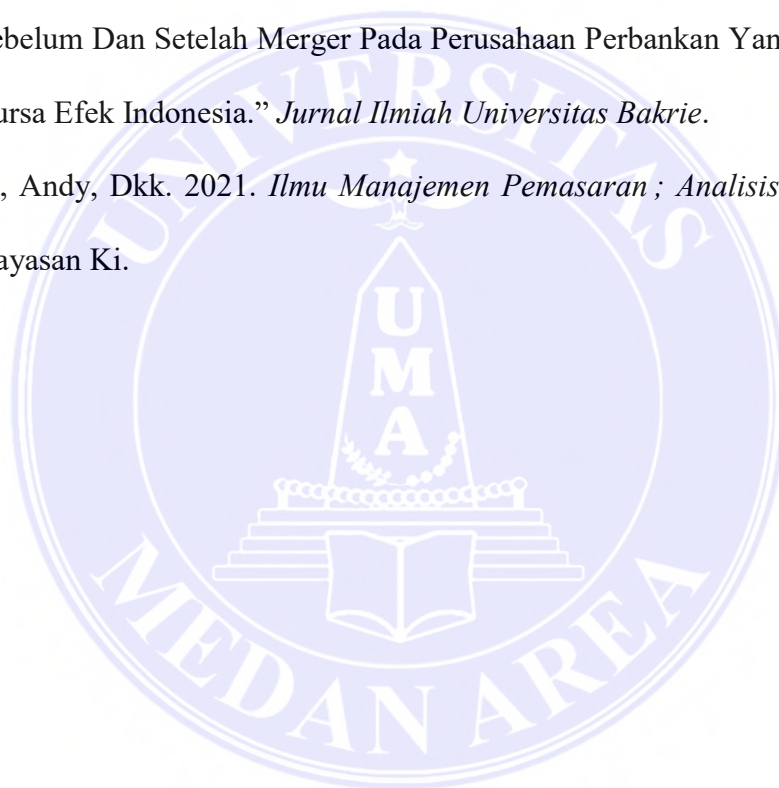 ebelum Dan Setelah Merger Pada Perusahaan Perbankan Yan
ursa Efek Indonesia.” Jurnal Ilmiah Universitas Bakrie.
, Andy, Dkk. 2021. Ilmu Manajemen Pemasaran ; Analisis
ayasan Ki.
UNIVERSITAS
UMA
MEDAN AREA